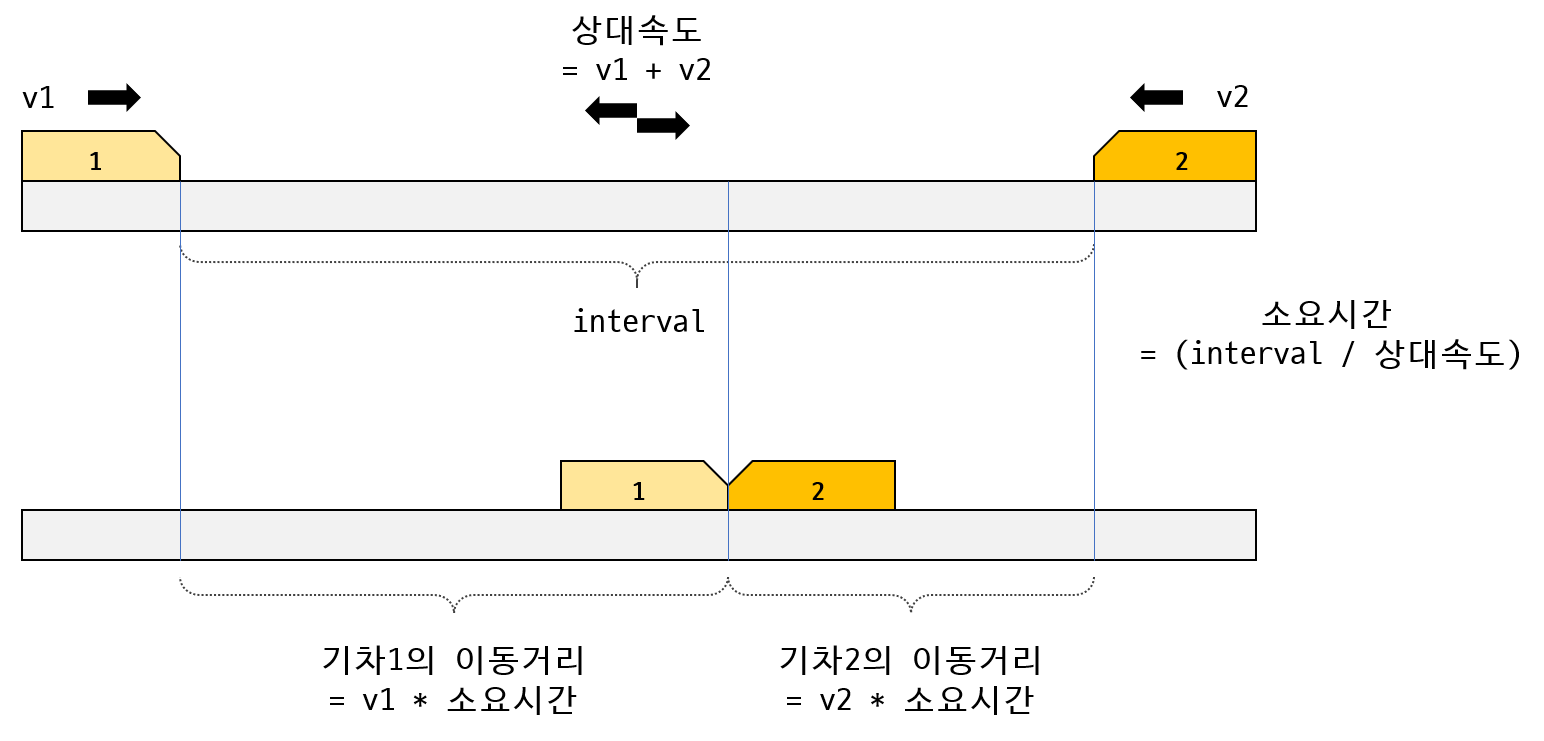 상대속도
= v1 + v2
v1
v2
1
2
interval
소요시간
= (interval / 상대속도)
1
2
기차1의 이동거리
= v1 * 소요시간
기차2의 이동거리
= v2 * 소요시간